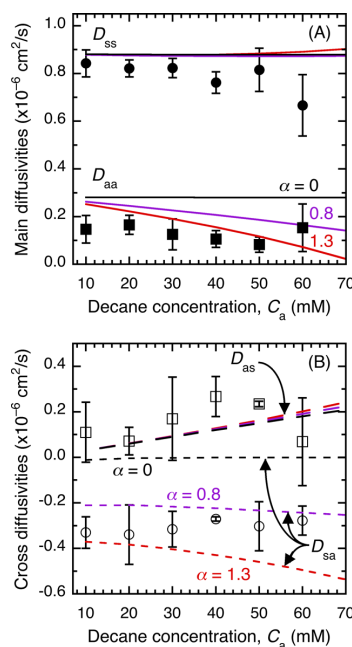 (A)
D_ss
1.0
0.8
0.6
0.4
0.2
0.0
Main diffusivities (x10⁻⁶ cm²/s)
D_aa
α = 0
0.8
1.3
10 20 30 40 50 60 70
Decane concentration, C_a (mM)
(B)
D_as
0.4
0.2
0.0
-0.2
-0.4
-0.6
Cross diffusivities (x10⁻⁶ cm²/s)
α = 0
α = 0.8
D_sa
α = 1.3
10 20 30 40 50 60 70
Decane concentration, C_a (mM)